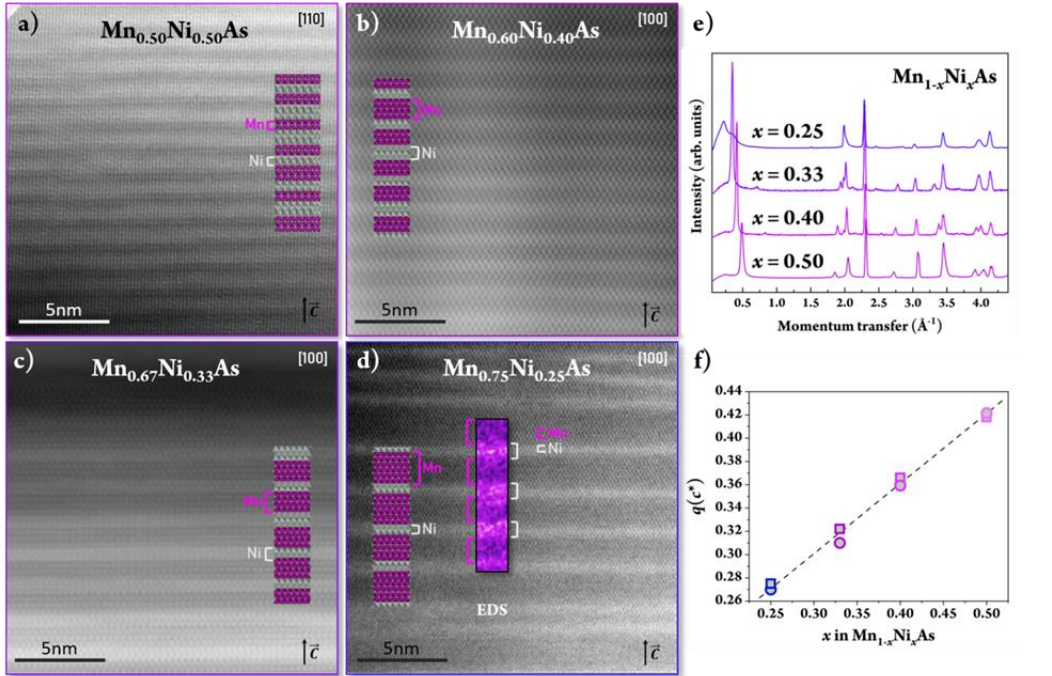 a)
Mn0.50Ni0.50As
[110]
Mn
Ni
5nm
c
b)
Mn0.60Ni0.40As
[100]
Mn
Ni
5nm
c
c)
Mn0.67Ni0.33As
[100]
Mn
Ni
5nm
c
d)
Mn0.75Ni0.25As
[100]
Mn
Ni
Mn
Ni
EDS
5nm
c
e)
Mn1-xNixAs
x = 0.25
x = 0.33
x = 0.40
x = 0.50
Intensity (arb. units)
0.5 1.0 1.5 2.0 2.5 3.0 3.5 4.0
Momentum transfer (Å-1)
f)
q(c*)
0.44
0.42
0.40
0.38
0.36
0.34
0.32
0.30
0.28
0.26
0.25 0.30 0.35 0.40 0.45 0.50
x in Mn1-xNixAs